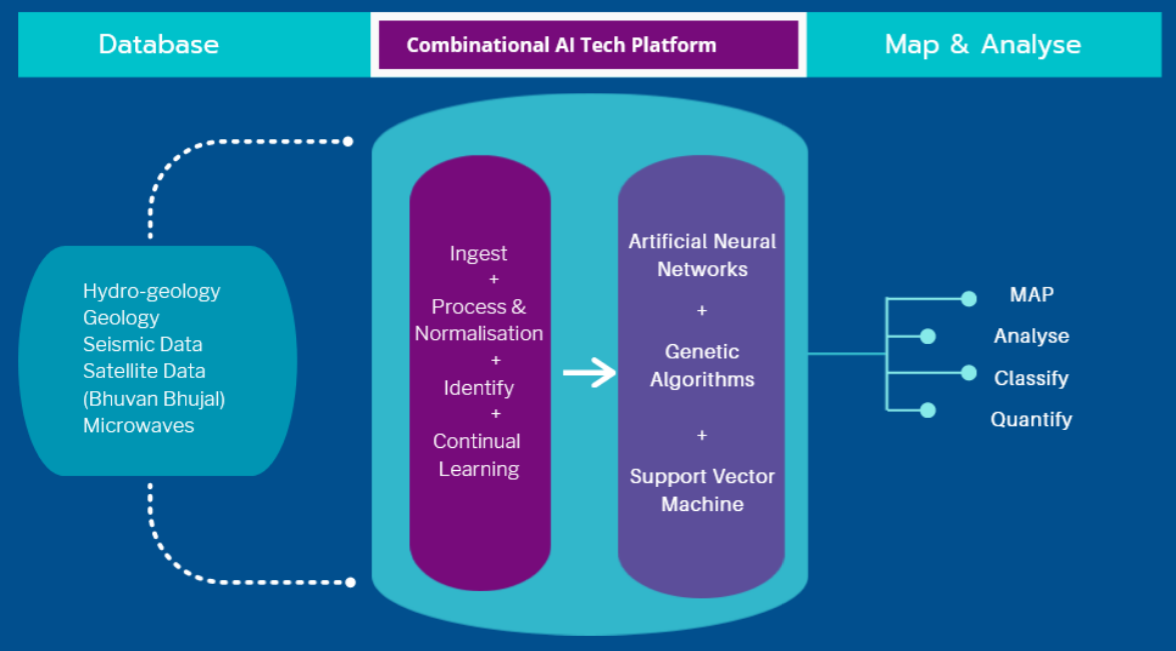 Database
Combinational AI Tech Platform
Map & Analyse
Hydro-geology
Geology
Seismic Data
Satellite Data
(Bhuvan Bhujal)
Microwaves
Ingest
+
Process &
Normalisation
+
Identify
+
Continual
Learning
Artificial Neural
Networks
+
Genetic
Algorithms
+
Support Vector
Machine
MAP
Analyse
Classify
Quantify